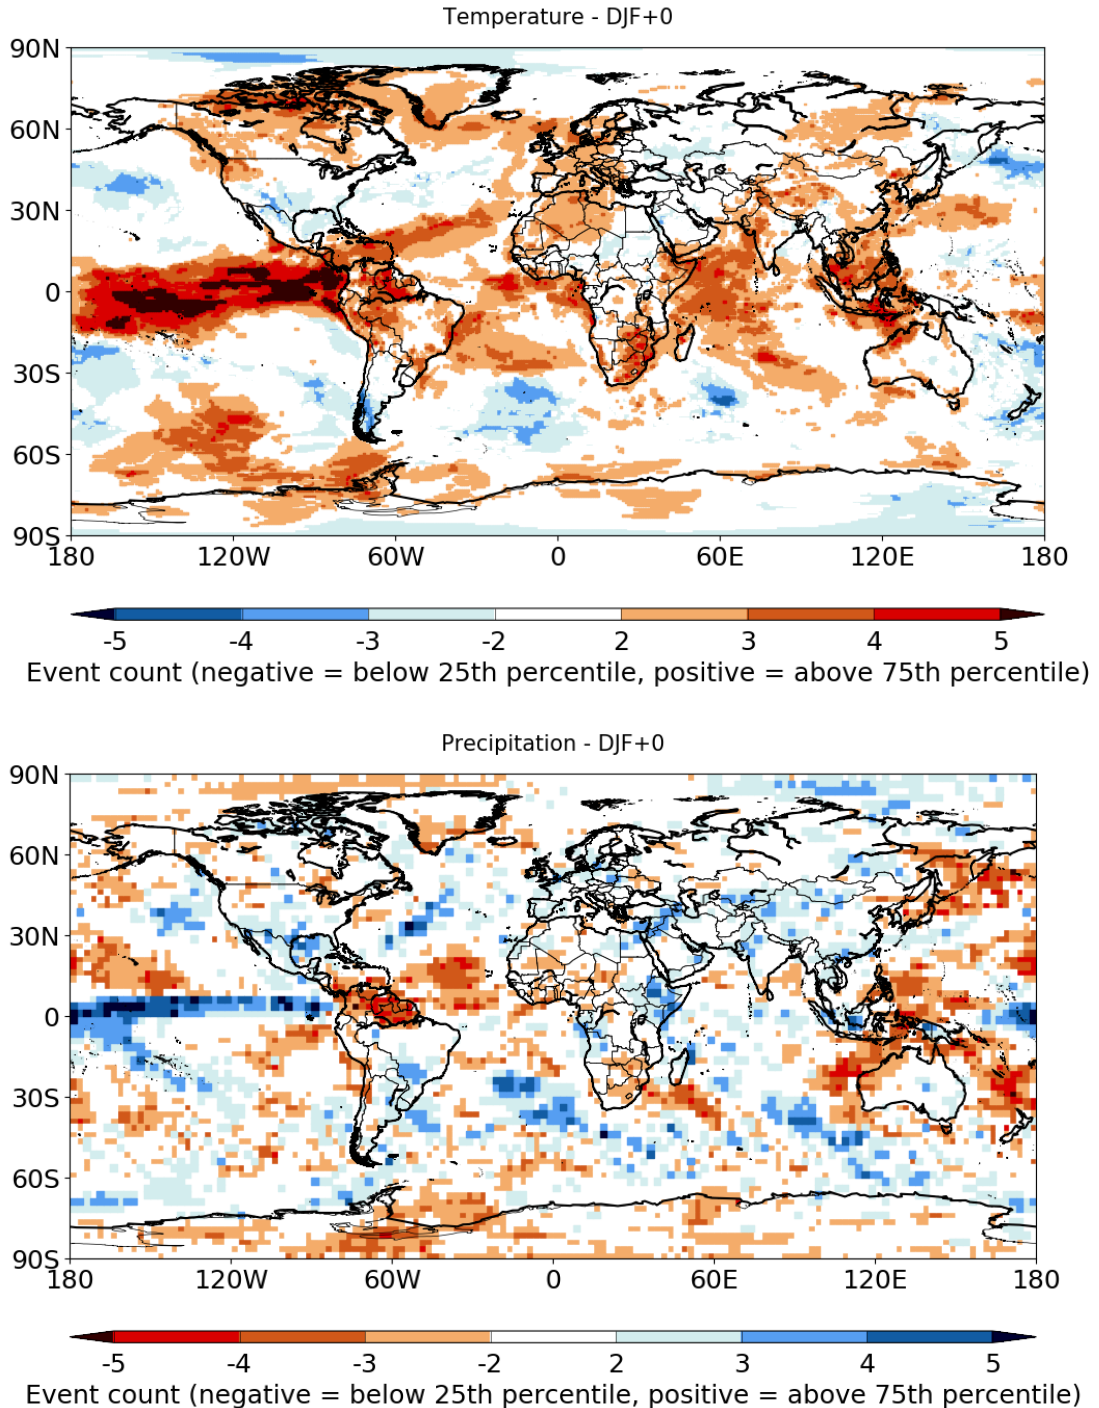 Temperature - DJF+0
90N
60N
30N
0
30S
60S
90S
180 120W 60W 0 60E 120E 180
-5 -4 -3 -2 2 3 4 5
Event count (negative = below 25th percentile, positive = above 75th percentile)
Precipitation - DJF+0
90N
60N
30N
0
30S
60S
90S
180 120W 60W 0 60E 120E 180
-5 -4 -3 -2 2 3 4 5
Event count (negative = below 25th percentile, positive = above 75th percentile)